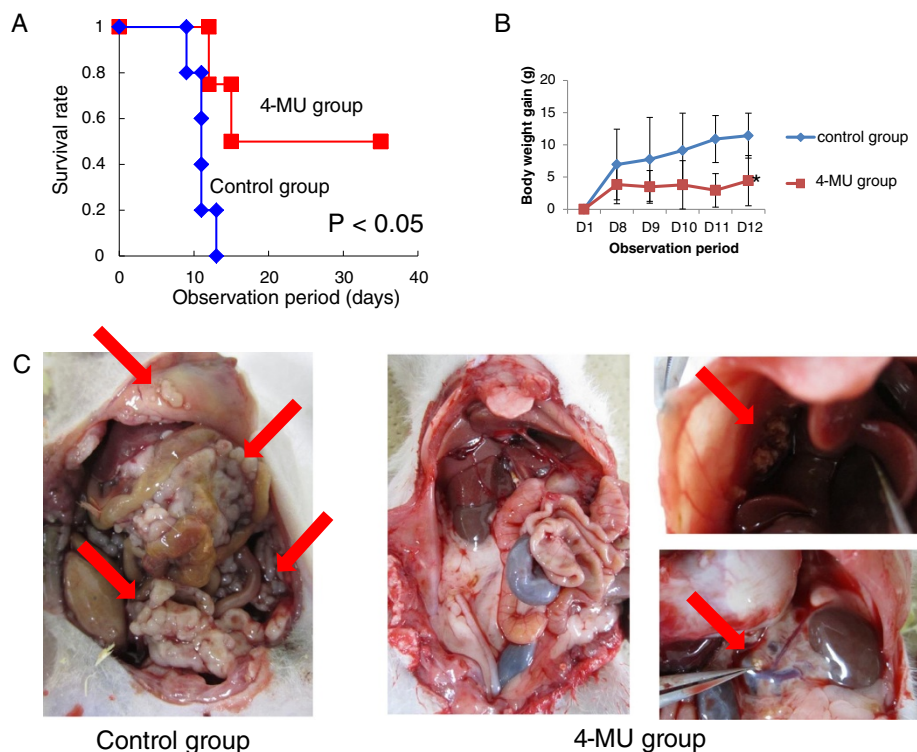 A
1
0.8
0.6
0.4
0.2
0
Survival rate
4-MU group
Control group
P < 0.05
0 10 20 30 40
Observation period (days)
B
20
15
10
5
0
Body weight gain (g)
*
D1 D8 D9 D10 D11 D12
Observation period
control group
4-MU group
C
Control group
4-MU group